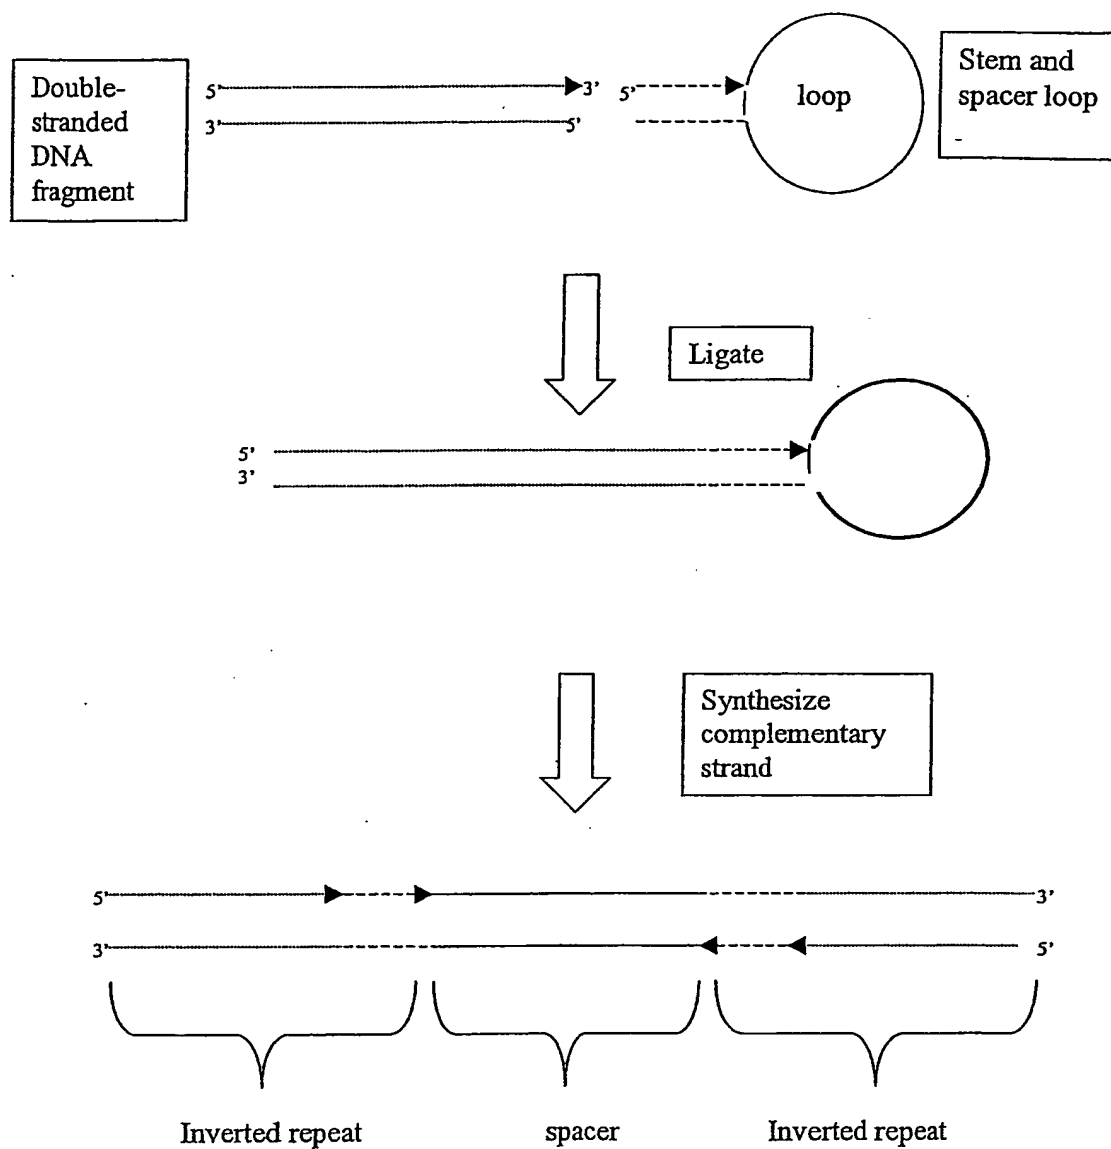 Double-
stranded
DNA
fragment
5' 3' 5'
3' 5'
loop
Stem and
spacer loop
Ligate
5'
3'
Synthesize
complementary
strand
5' 3'
3' 5'
Inverted repeat spacer Inverted repeat